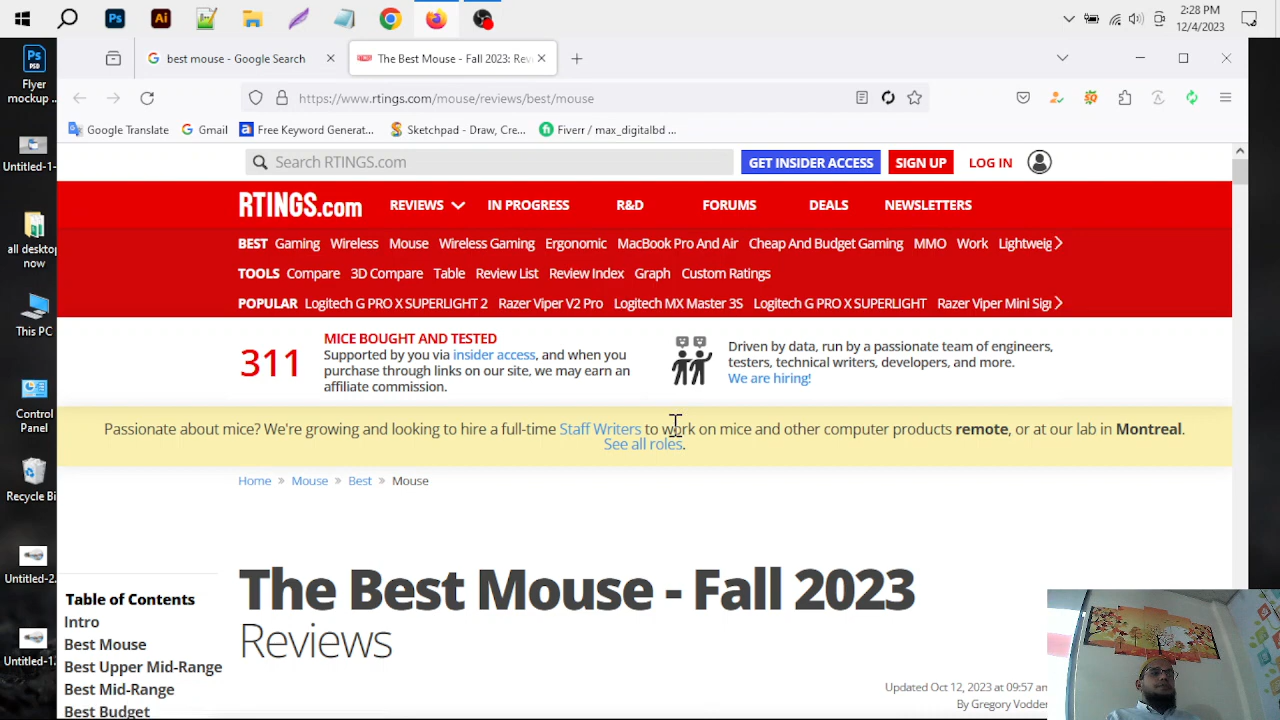 2:28 PM
12/4/2023
Flyer
mockup ...
Untitled-1-
all desktop
now
This PC
Control
Panel
Recycle Bi
Untitled-2.
Untitled-1.
best mouse - Google Search
The Best Mouse - Fall 2023: Rev
https://www.rtings.com/mouse/reviews/best/mouse
Google Translate
Gmail
Free Keyword Generat...
Sketchpad - Draw, Cre...
Fiverr / max_digitalbd ...
Search RTINGS.com
GET INSIDER ACCESS
SIGN UP
LOG IN
RTINGS.com
REVIEWS
IN PROGRESS
R&D
FORUMS
DEALS
NEWSLETTERS
BEST Gaming Wireless Mouse Wireless Gaming Ergonomic MacBook Pro And Air Cheap And Budget Gaming MMO Work Lightweig
TOOLS Compare 3D Compare Table Review List Review Index Graph Custom Ratings
POPULAR Logitech G PRO X SUPERLIGHT 2 Razer Viper V2 Pro Logitech MX Master 3S Logitech G PRO X SUPERLIGHT Razer Viper Mini Sig
311
MICE BOUGHT AND TESTED
Supported by you via insider access, and when you
purchase through links on our site, we may earn an
affiliate commission.
Driven by data, run by a passionate team of engineers,
testers, technical writers, developers, and more.
We are hiring!
Passionate about mice? We're growing and looking to hire a full-time Staff Writers to work on mice and other computer products remote, or at our lab in Montreal.
See all roles.
Home » Mouse » Best » Mouse
The Best Mouse - Fall 2023
Reviews
Updated Oct 12, 2023 at 09:57 am
By Gregory Vodden
Table of Contents
Intro
Best Mouse
Best Upper Mid-Range
Best Mid-Range
Best Budget